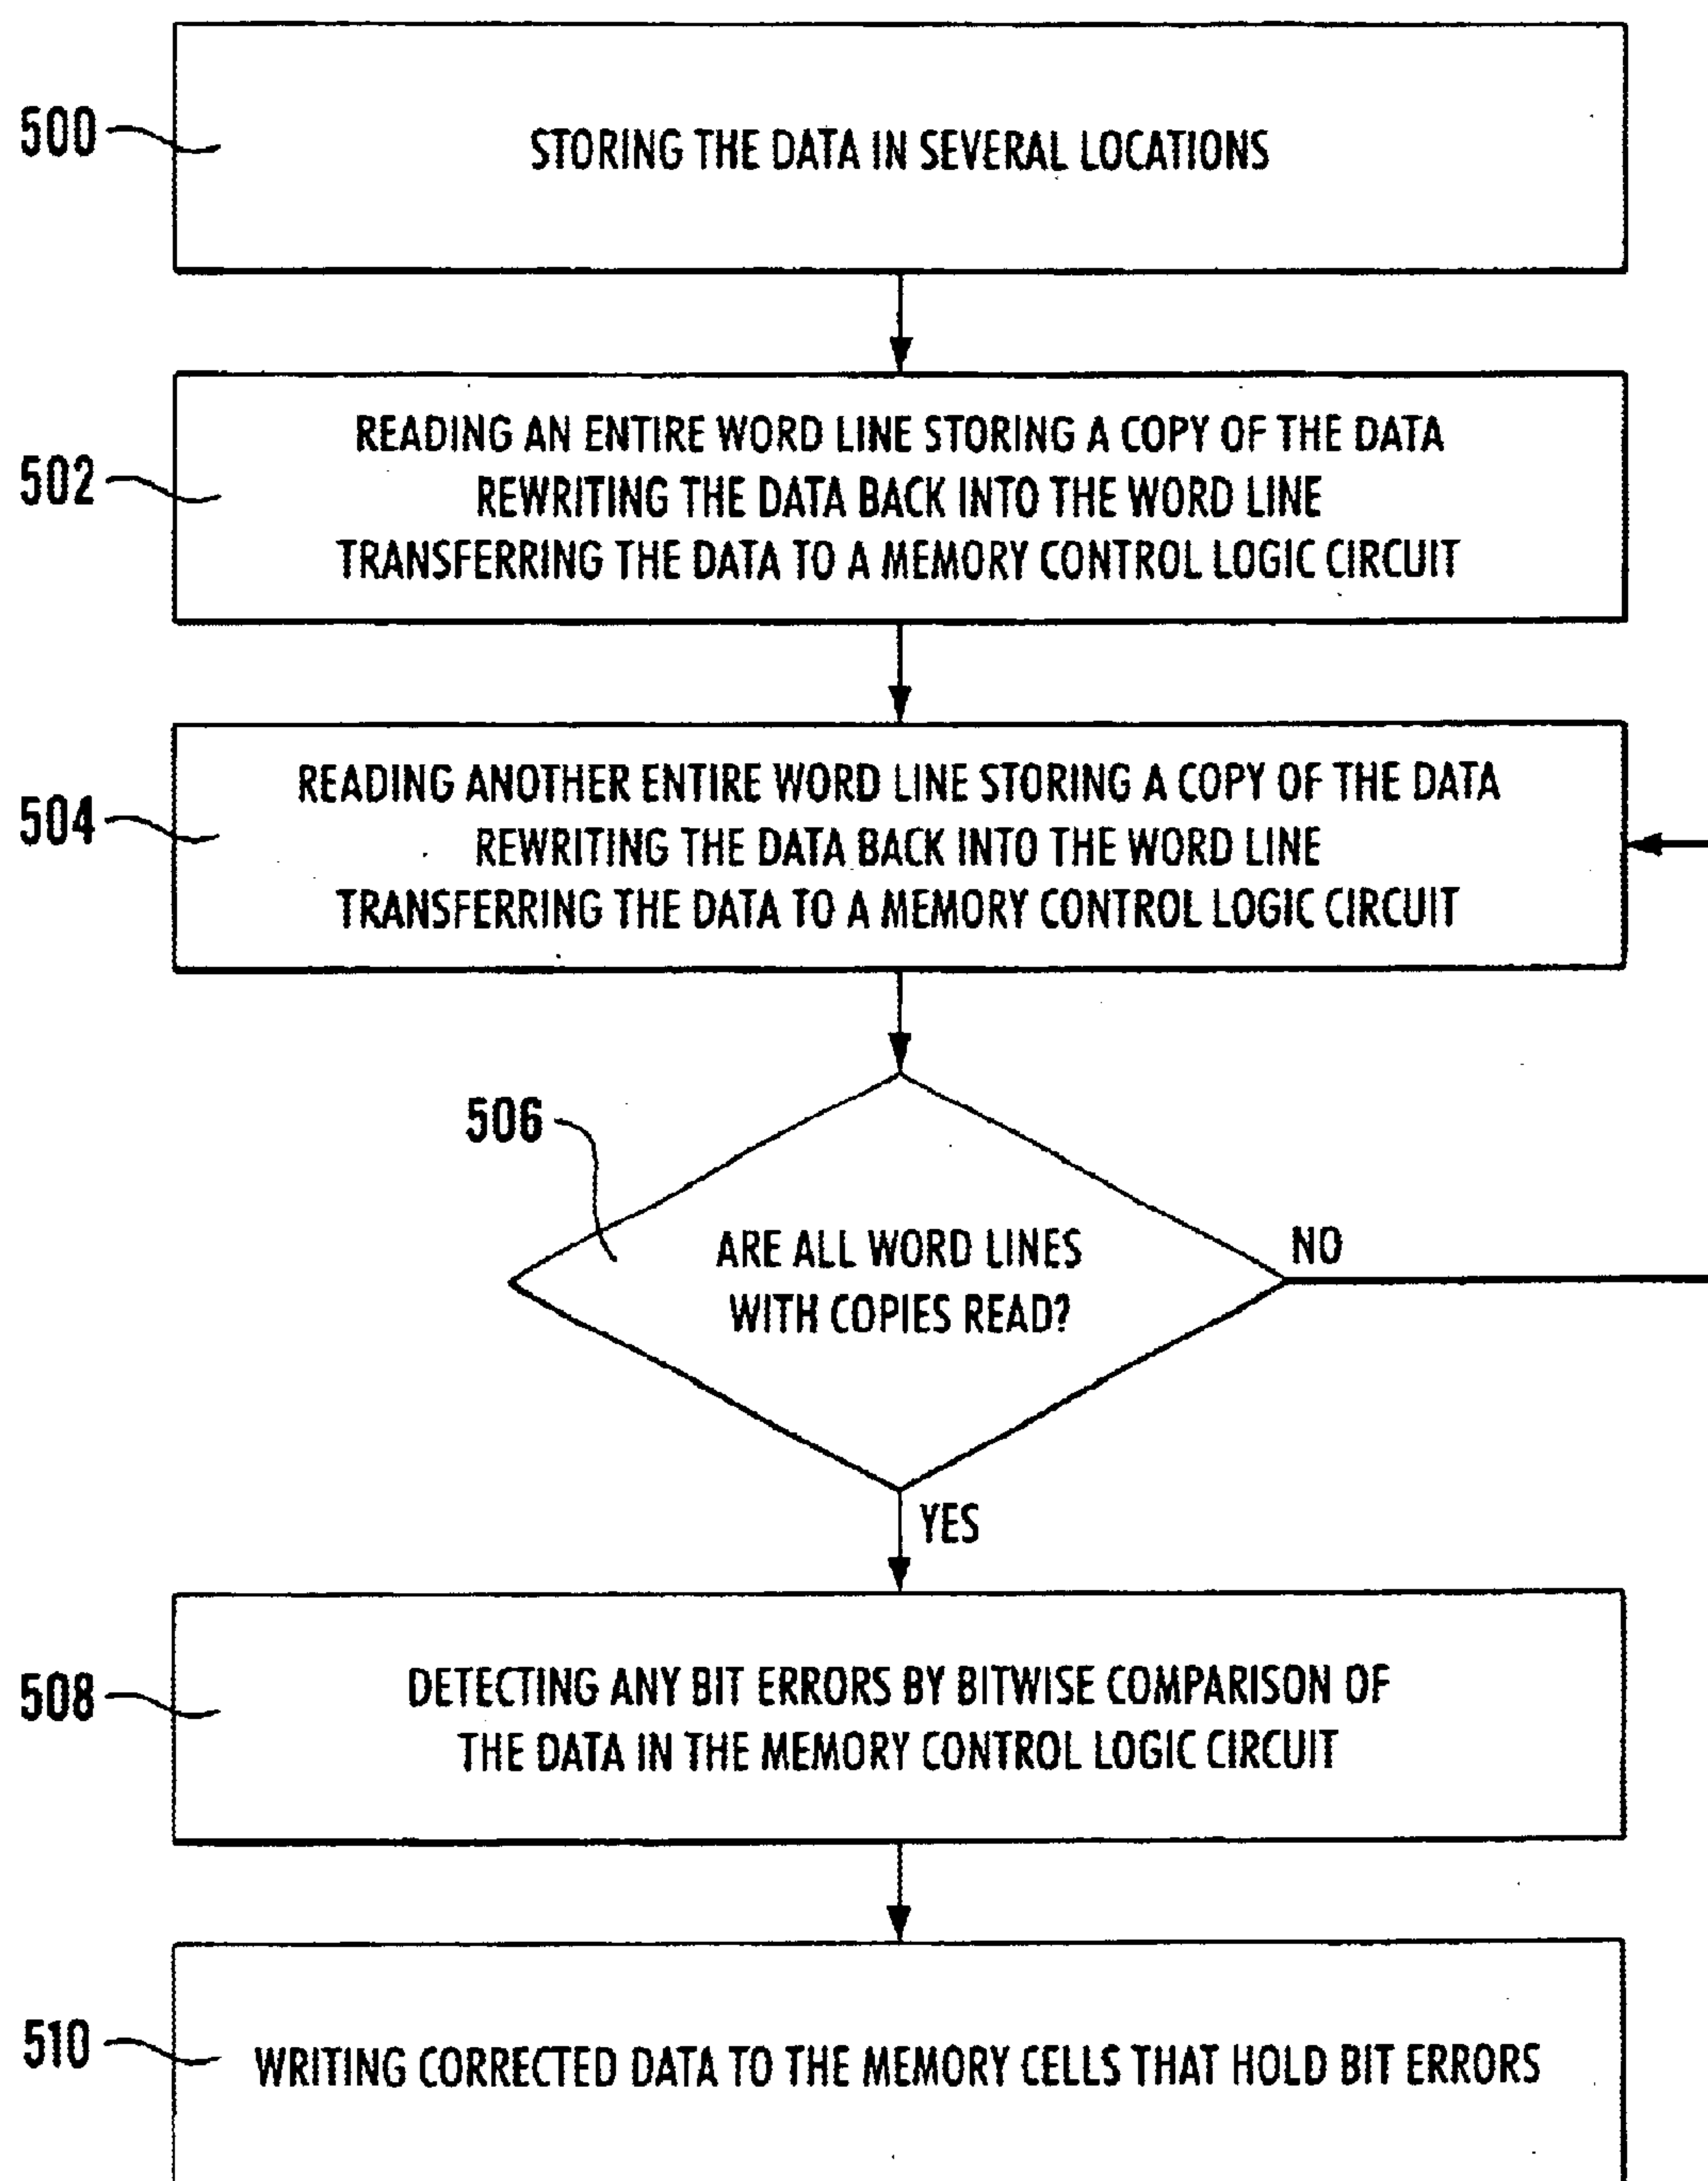 500
STORING THE DATA IN SEVERAL LOCATIONS
502
READING AN ENTIRE WORD LINE STORING A COPY OF THE DATA
REWRITING THE DATA BACK INTO THE WORD LINE
TRANSFERRING THE DATA TO A MEMORY CONTROL LOGIC CIRCUIT
504
READING ANOTHER ENTIRE WORD LINE STORING A COPY OF THE DATA
REWRITING THE DATA BACK INTO THE WORD LINE
TRANSFERRING THE DATA TO A MEMORY CONTROL LOGIC CIRCUIT
506
ARE ALL WORD LINES
WITH COPIES READ?
NO
YES
508
DETECTING ANY BIT ERRORS BY BITWISE COMPARISON OF
THE DATA IN THE MEMORY CONTROL LOGIC CIRCUIT
510
WRITING CORRECTED DATA TO THE MEMORY CELLS THAT HOLD BIT ERRORS